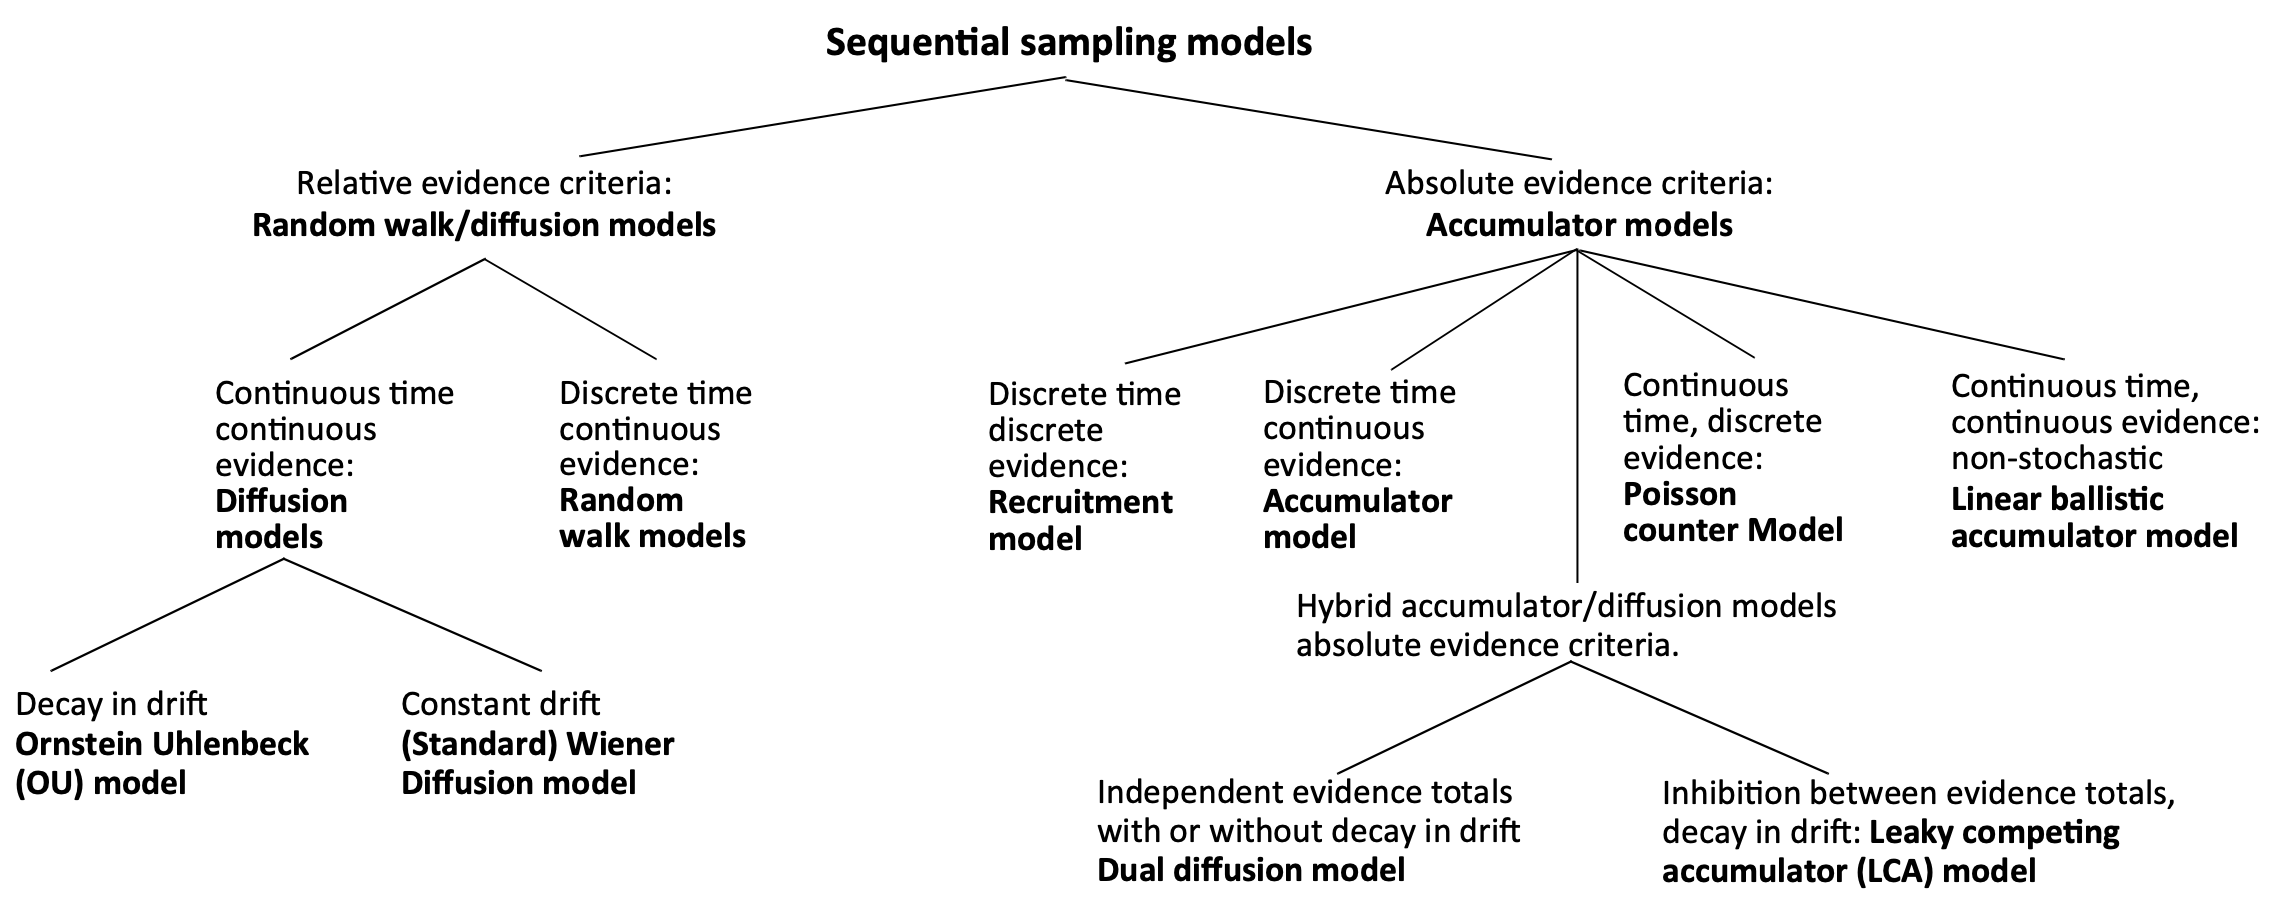 Sequential sampling models
Relative evidence criteria:
Random walk/diffusion models
Absolute evidence criteria:
Accumulator models
Continuous time
continuous
evidence:
Diffusion
models
Discrete time
continuous
evidence:
Random
walk models
Discrete time
discrete
evidence:
Recruitment
model
Discrete time
continuous
evidence:
Accumulator
model
Continuous
time, discrete
evidence:
Poisson
counter Model
Continuous time,
continuous evidence:
non-stochastic
Linear ballistic
accumulator model
Hybrid accumulator/diffusion models
absolute evidence criteria.
Decay in drift
Ornstein Uhlenbeck
(OU) model
Constant drift
(Standard) Wiener
Diffusion model
Independent evidence totals
with or without decay in drift
Dual diffusion model
Inhibition between evidence totals,
decay in drift: Leaky competing
accumulator (LCA) model